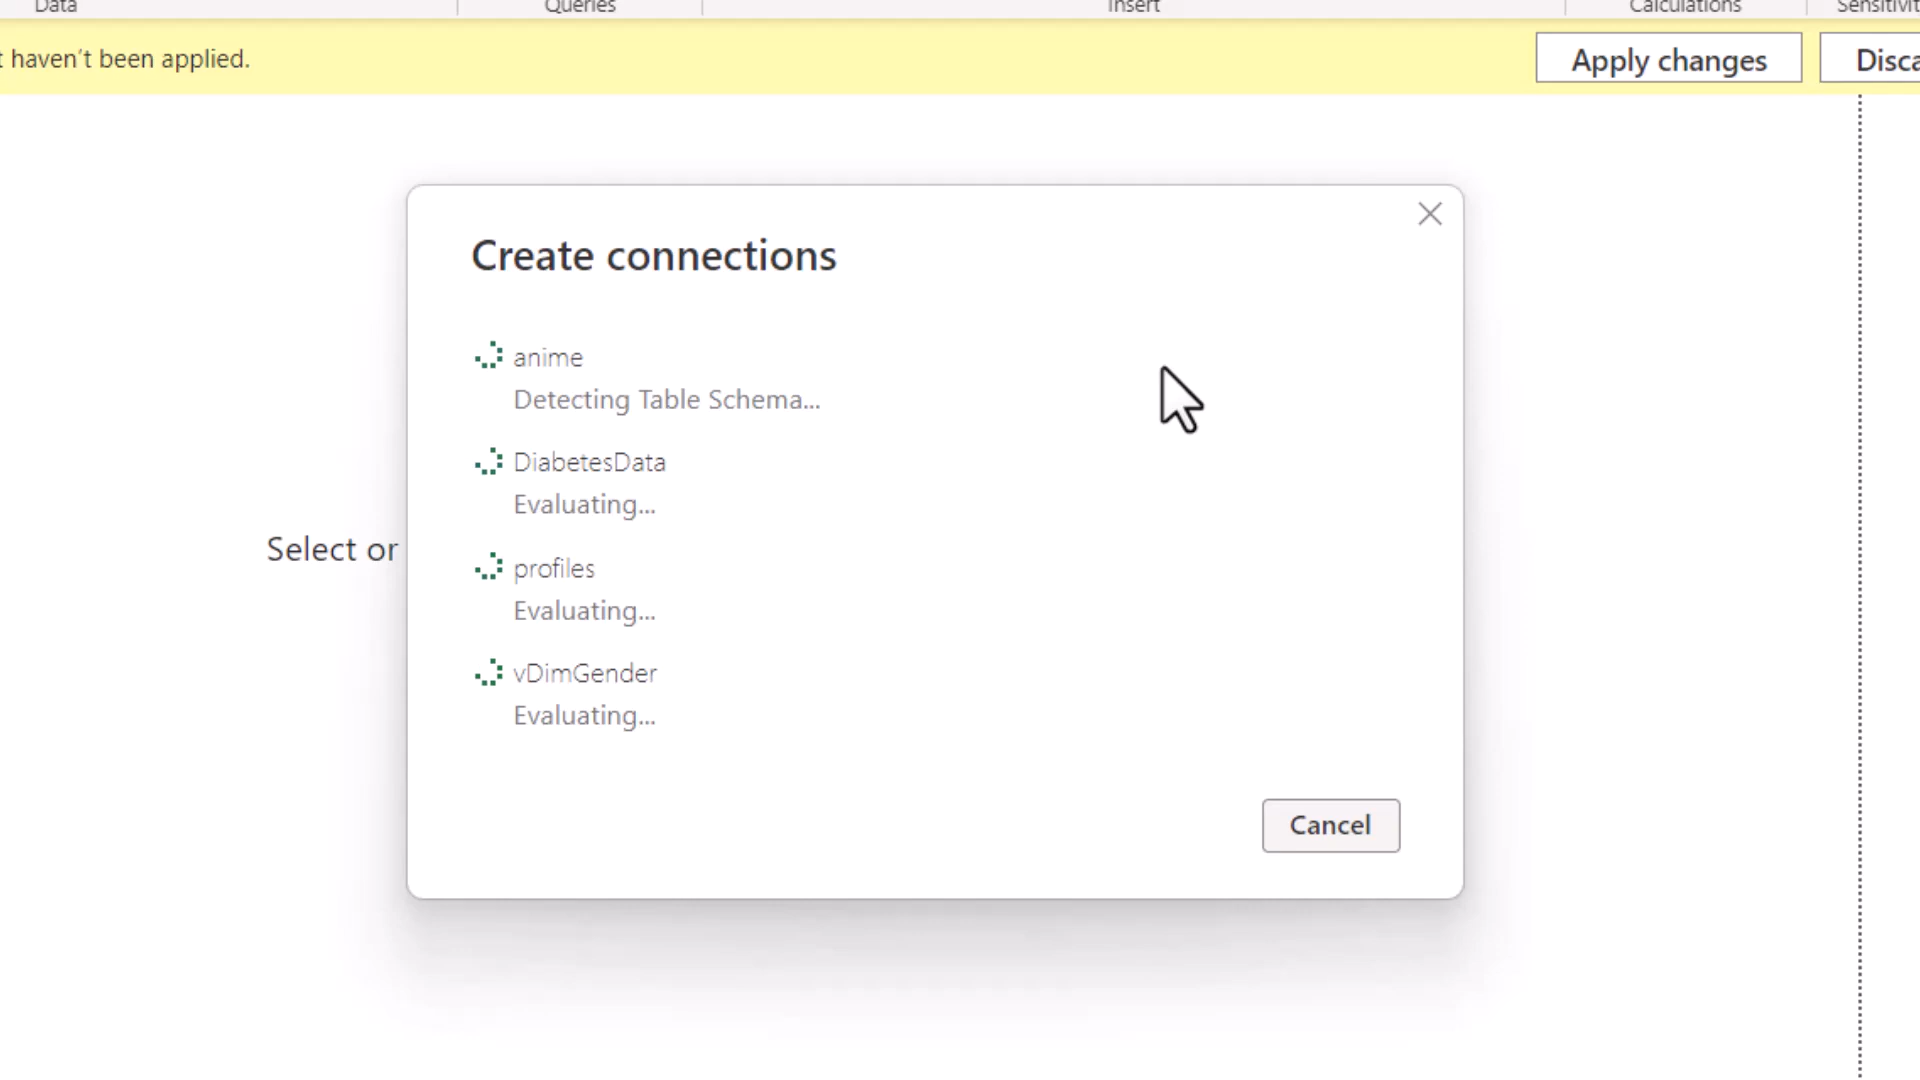 Data Queries Insert Calculations
haven't been applied. Apply changes
Create connections
anime
Detecting Table Schema...
DiabetesData
Evaluating...
Select or
profiles
Evaluating...
vDimGender
Evaluating...
Cancel